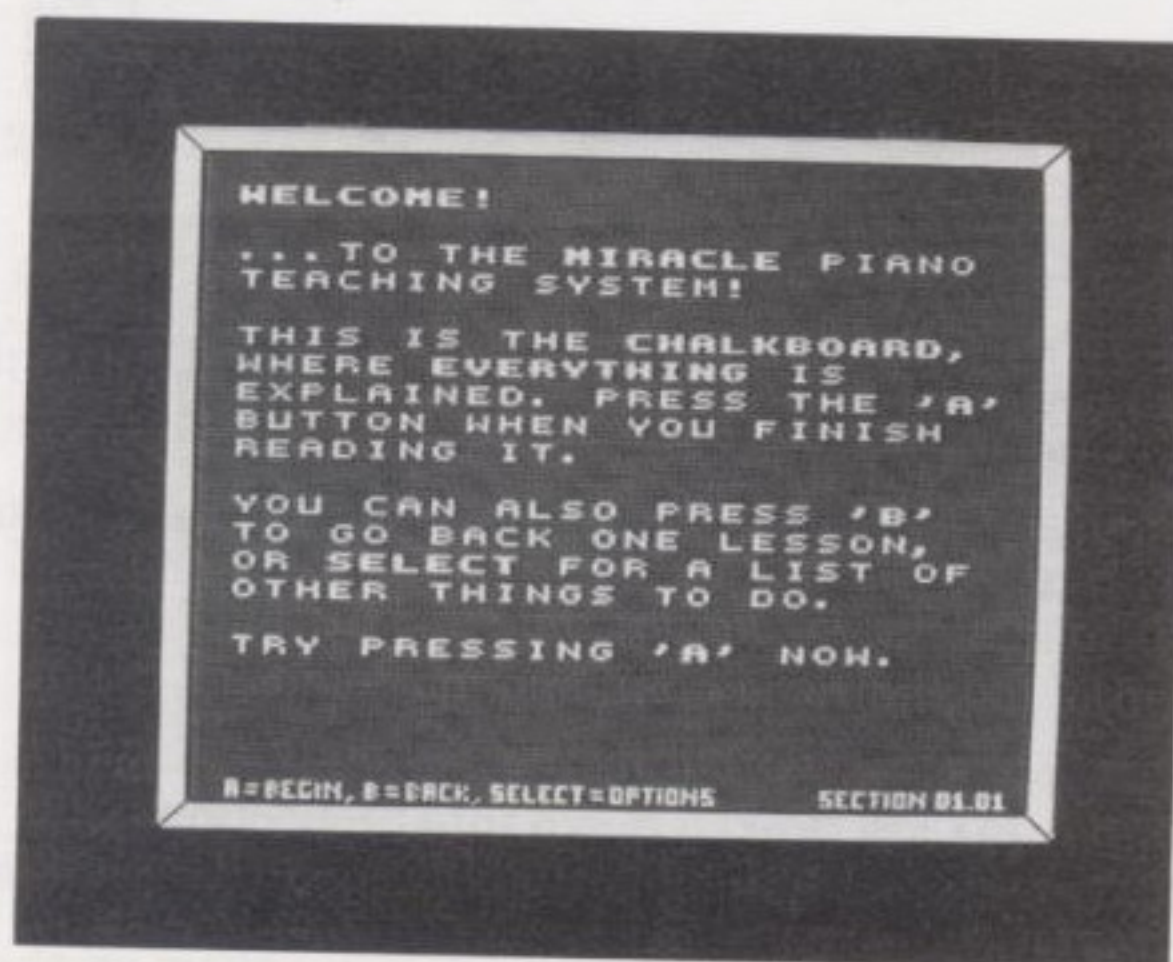 WELCOME!
...TO THE MIRACLE PIANO
TEACHING SYSTEM!
THIS IS THE CHALKBOARD,
WHERE EVERYTHING IS
EXPLAINED. PRESS THE 'A'
BUTTON WHEN YOU FINISH
READING IT.
YOU CAN ALSO PRESS 'B'
TO GO BACK ONE LESSON,
OR SELECT FOR A LIST OF
OTHER THINGS TO DO.
TRY PRESSING 'A' NOW.
A=BEGIN, B=BACK, SELECT=OPTIONS SECTION 01.01